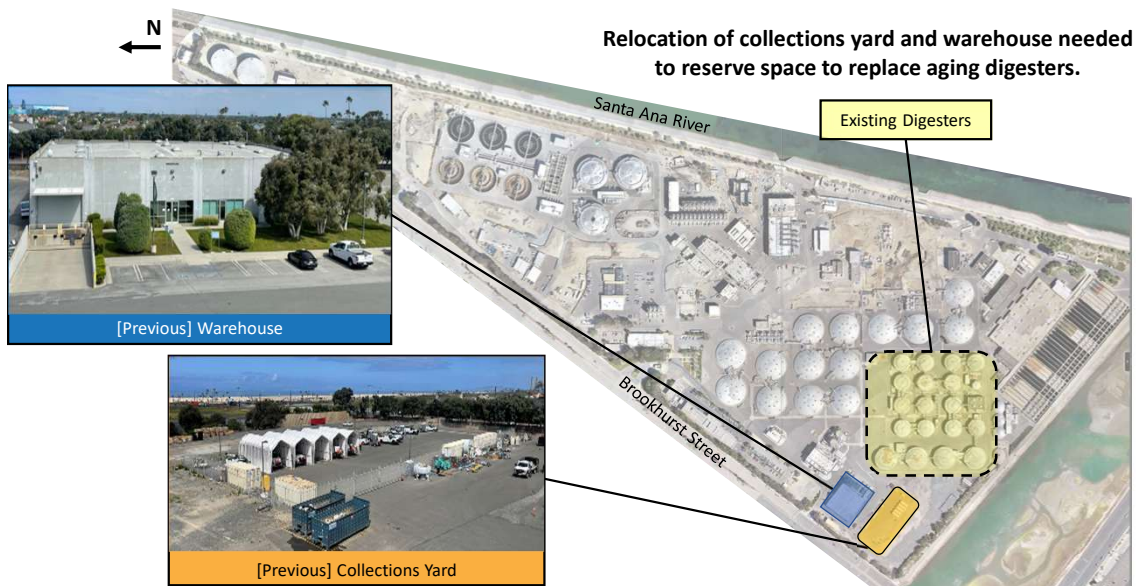 N
Relocation of collections yard and warehouse needed
to reserve space to replace aging digesters.
Santa Ana River
Existing Digesters
[Previous] Warehouse
Brookhurst Street
[Previous] Collections Yard